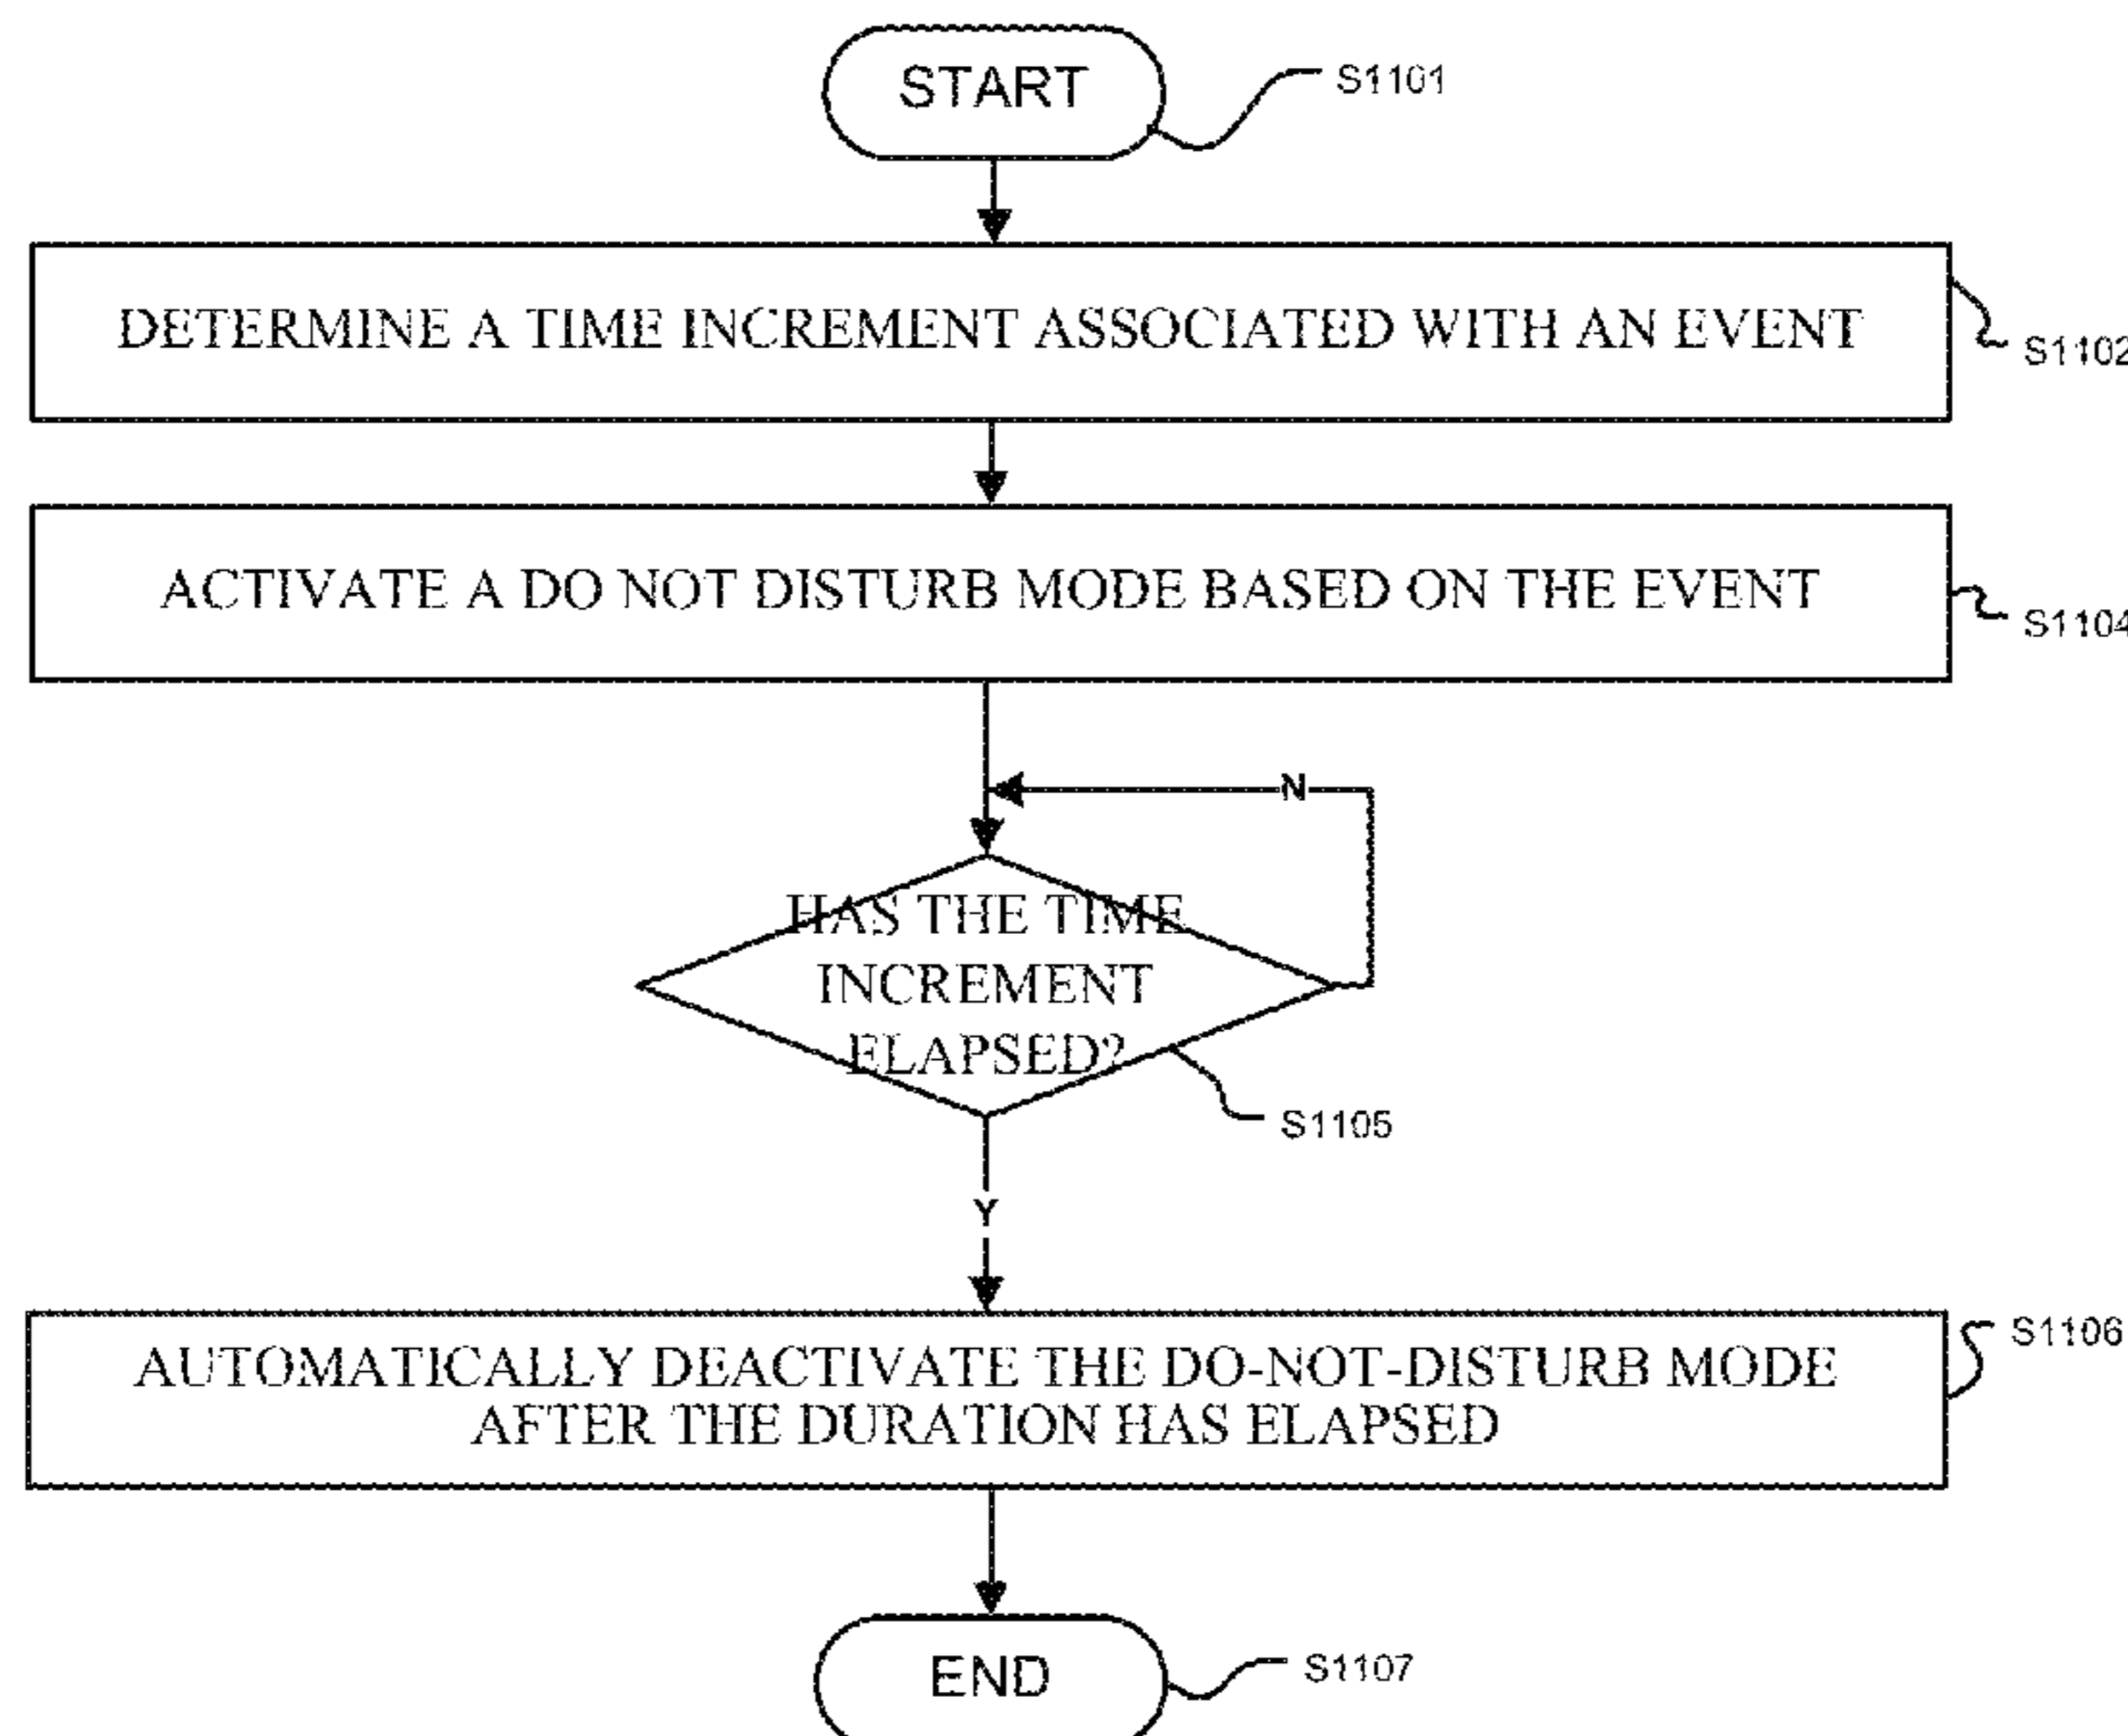 START
S1101
DETERMINE A TIME INCREMENT ASSOCIATED WITH AN EVENT
S1102
ACTIVATE A DO NOT DISTURB MODE BASED ON THE EVENT
S1104
N
HAS THE TIME
INCREMENT
ELAPSED?
S1105
Y
AUTOMATICALLY DEACTIVATE THE DO-NOT-DISTURB MODE
AFTER THE DURATION HAS ELAPSED
S1106
END
S1107